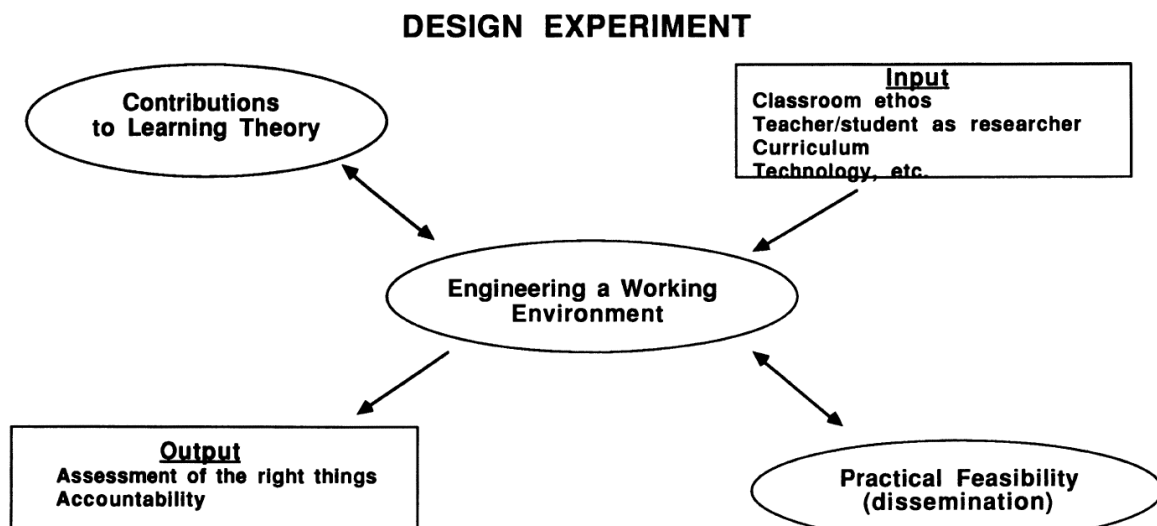 DESIGN EXPERIMENT
Contributions
to Learning Theory
Input
Classroom ethos
Teacher/student as researcher
Curriculum
Technology, etc.
Engineering a Working
Environment
Output
Assessment of the right things
Accountability
Practical Feasibility
(dissemination)